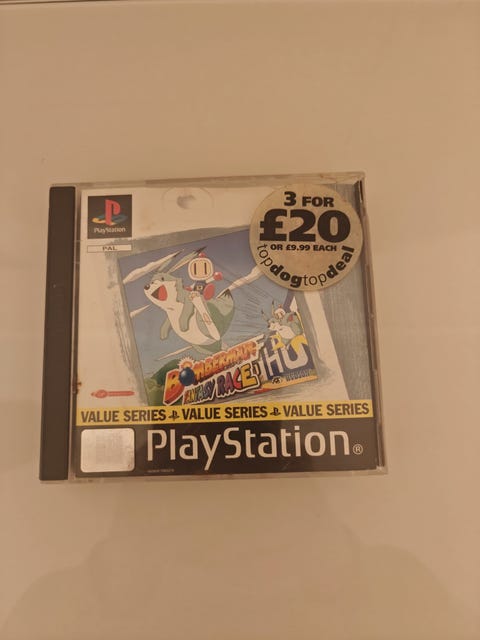 PlayStation
PAL
3 FOR
£20
OR £9.99 EACH
topdogtopdeal
BOMBERMAN
FANTASY RACE
HUDSON
VALUE SERIES VALUE SERIES VALUE SERIES
PlayStation®